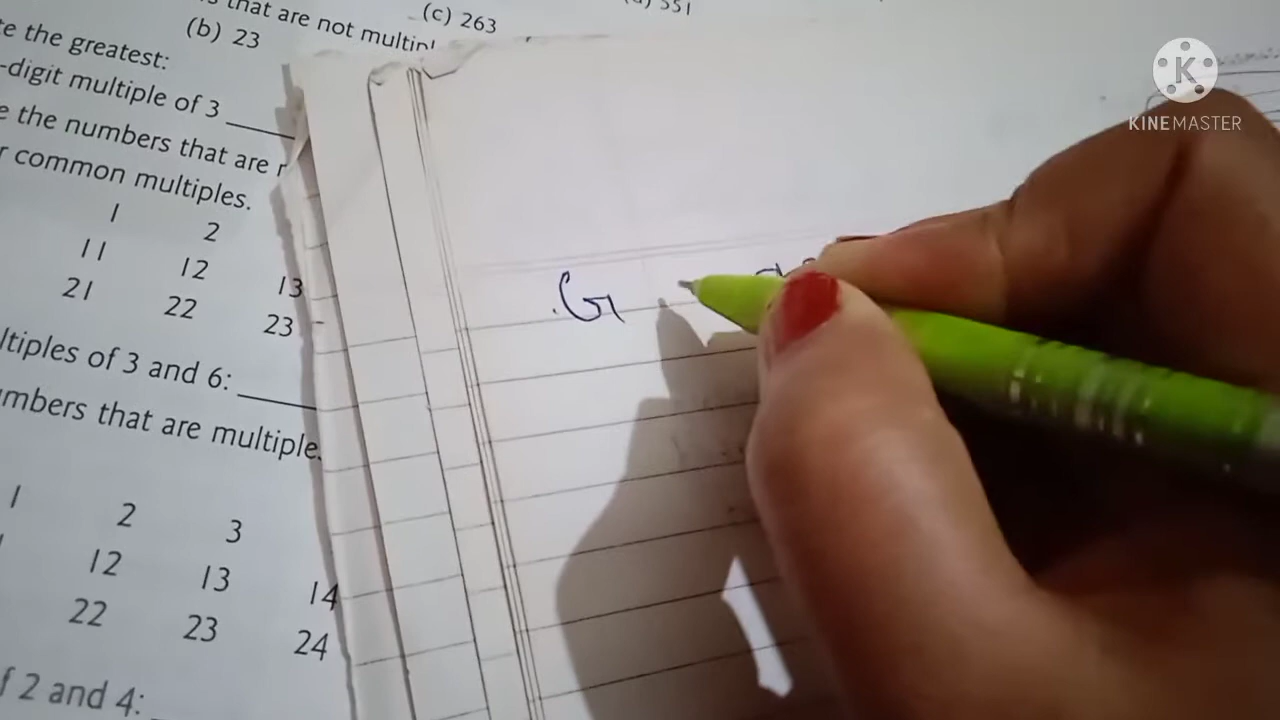 that are not multipl
(c) 263
551
(b) 23
the greatest:
-digit multiple of 3
the numbers that are
common multiples.
1 2
11 12 13
21 22 23
ltiples of 3 and 6:
mbers that are multiple
1 2 3
12 13 14
22 23 24
2 and 4:
G
K
KINEMASTER